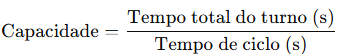 Capacidade = Tempo total do turno (s)
Tempo de ciclo (s)